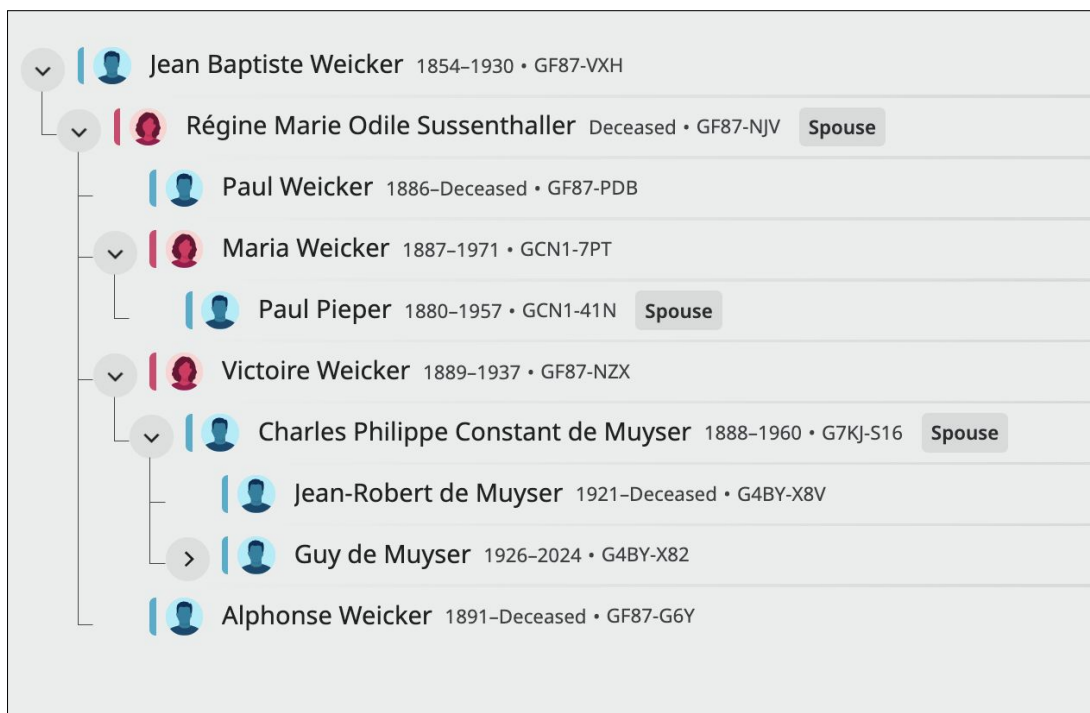 Jean Baptiste Weicker 1854–1930 • GF87-VXH
Régine Marie Odile Sussenthaller Deceased • GF87-NJV Spouse
Paul Weicker 1886–Deceased • GF87-PDB
Maria Weicker 1887–1971 • GCN1-7PT
Paul Pieper 1880–1957 • GCN1-41N Spouse
Victoire Weicker 1889–1937 • GF87-NZX
Charles Philippe Constant de Muyser 1888–1960 • G7KJ-S16 Spouse
Jean-Robert de Muyser 1921–Deceased • G4BY-X8V
Guy de Muyser 1926–2024 • G4BY-X82
Alphonse Weicker 1891–Deceased • GF87-G6Y